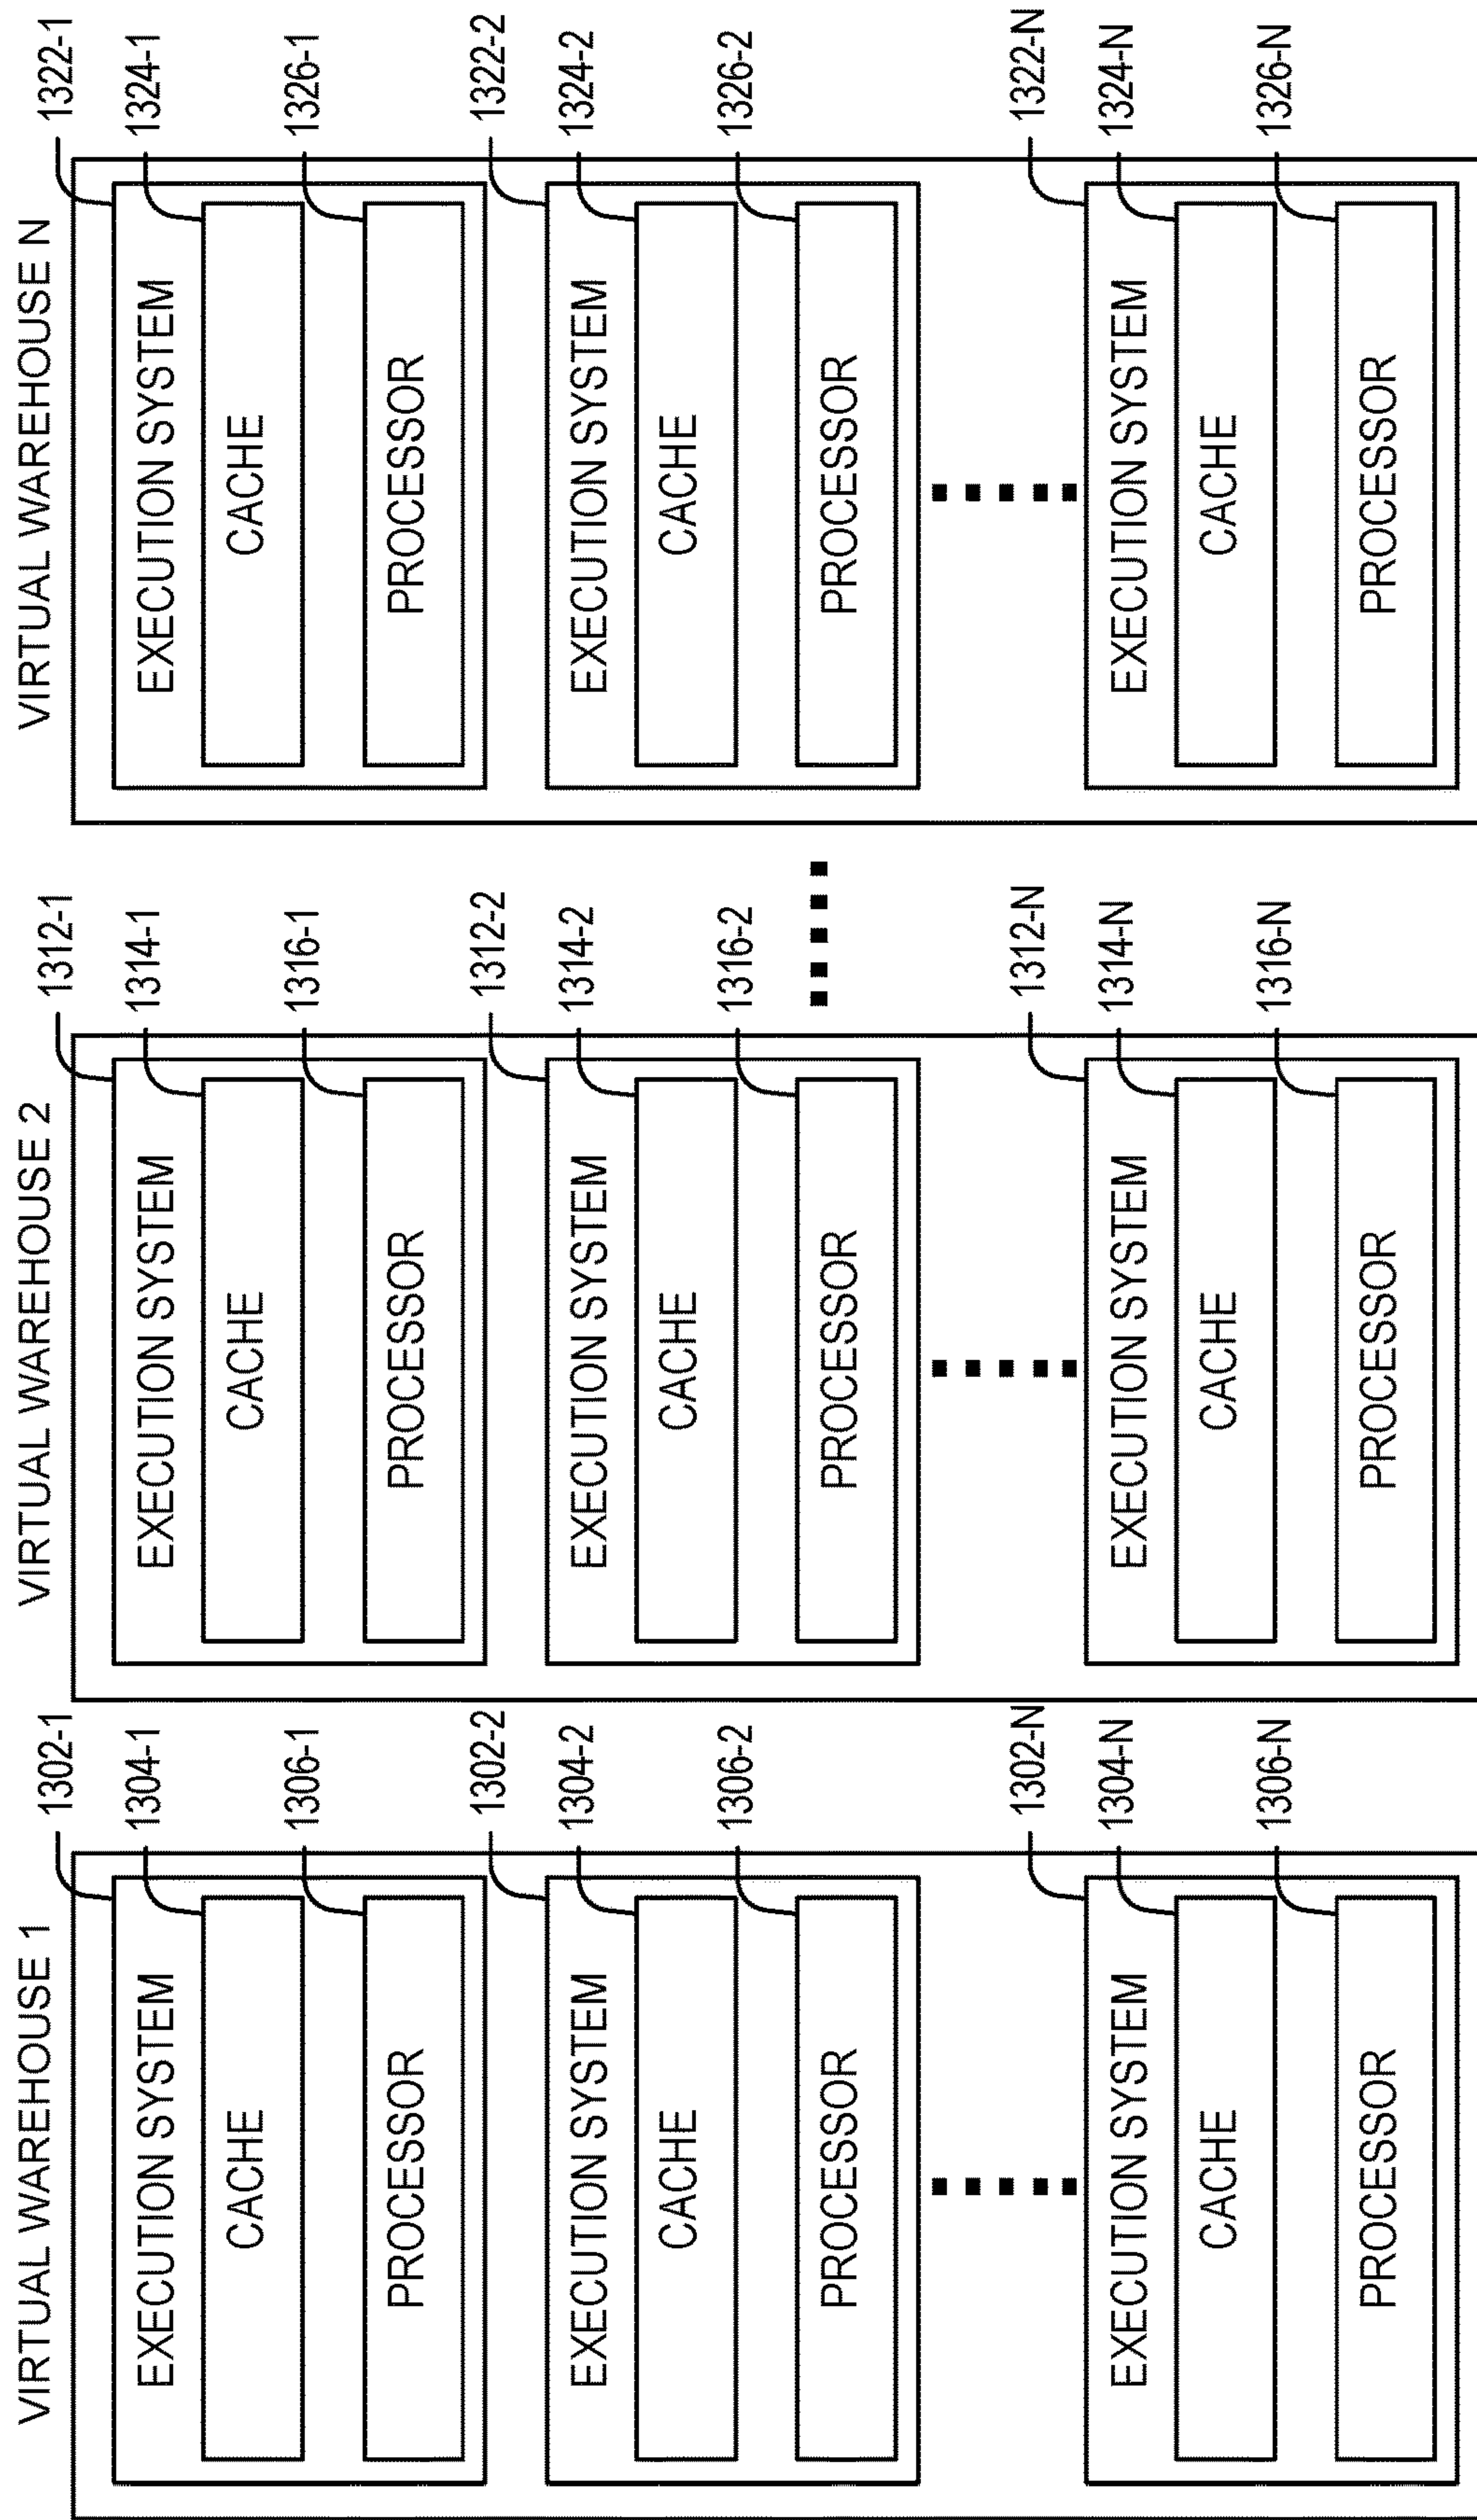 VIRTUAL WAREHOUSE 1
1302-1
EXECUTION SYSTEM
1304-1
CACHE
1306-1
PROCESSOR
1302-2
EXECUTION SYSTEM
1304-2
CACHE
1306-2
PROCESSOR
1302-N
EXECUTION SYSTEM
1304-N
CACHE
1306-N
PROCESSOR
VIRTUAL WAREHOUSE 2
1312-1
EXECUTION SYSTEM
1314-1
CACHE
1316-1
PROCESSOR
1312-2
EXECUTION SYSTEM
1314-2
CACHE
1316-2
PROCESSOR
1312-N
EXECUTION SYSTEM
1314-N
CACHE
1316-N
PROCESSOR
VIRTUAL WAREHOUSE N
1322-1
EXECUTION SYSTEM
1324-1
CACHE
1326-1
PROCESSOR
1322-2
EXECUTION SYSTEM
1324-2
CACHE
1326-2
PROCESSOR
1322-N
EXECUTION SYSTEM
1324-N
CACHE
1326-N
PROCESSOR